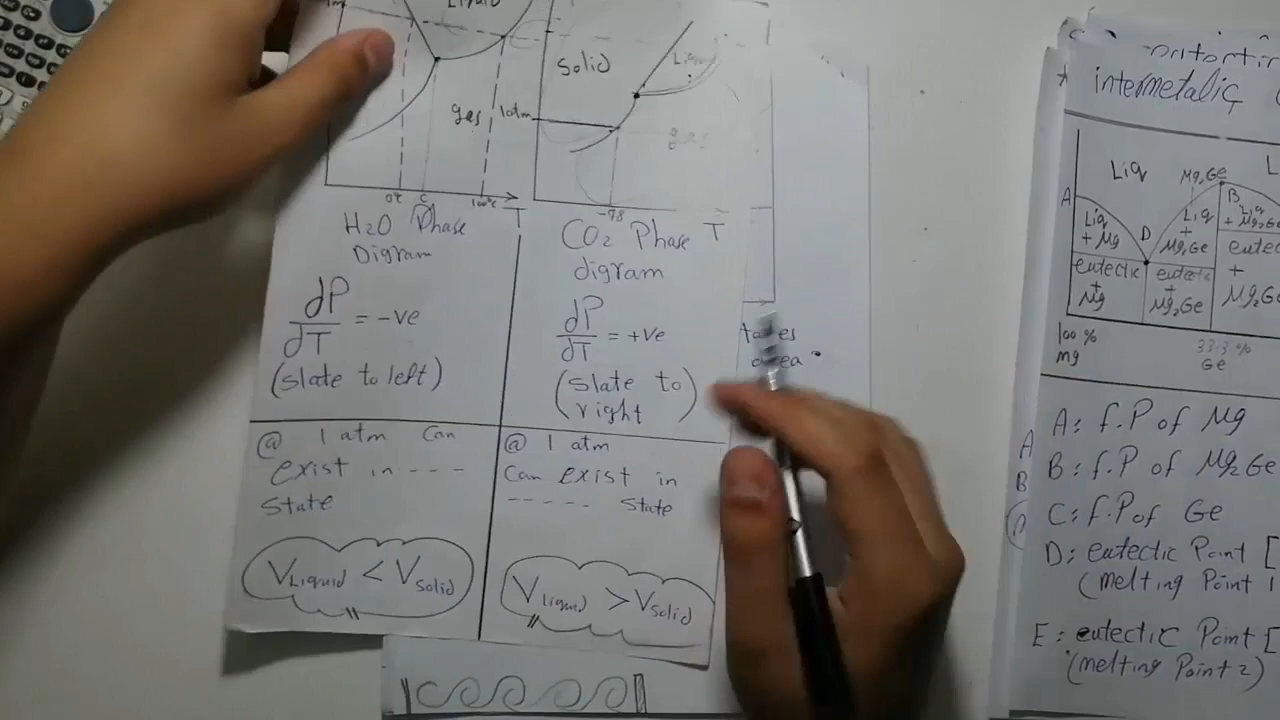 Liquid
gas
0°C
100°C
T
H2O Phase
Digram
dP/dT = -ve
(slate to left)
@ 1 atm Can
exist in ---
State
VLiquid < Vsolid
Solid
Liquid
1atm
gas
-78
T
CO2 Phase
digram
dP/dT = +ve
(slate to
right)
@ 1 atm
Can exist in
----- state
VLiquid > Vsolid
area
intermetalic
Liq
Mg2Ge
A
B
D
Liq
+ Mg
Liq
+
Mg2Ge
Liq
+ Mg2Ge
eutectic
+
Mg
eutectic
+
Mg2Ge
eutec
+
Mg2Ge
100 %
mg
33.3 %
Ge
A
B
D
A: f.P of Mg
B: f.P of Mg2Ge
C: f.P of Ge
D: eutectic Point [
(melting Point 1
E: eutectic Point [
(melting Point 2)